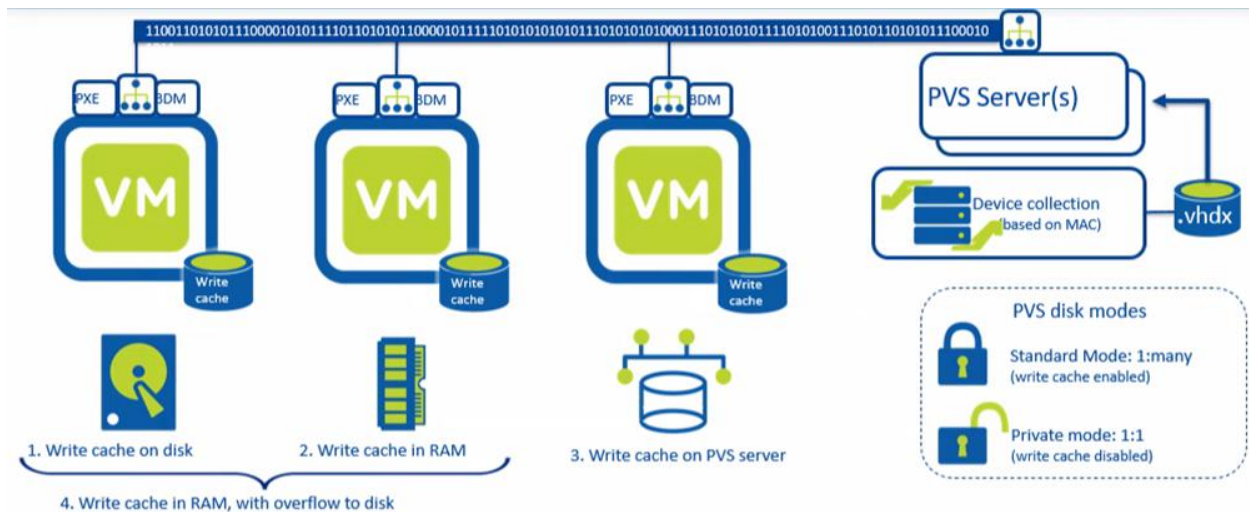 110011010101110000101011110110101011000010111110101010101010111010101010100011101010101011110101001110101101010101110001​0
PXE
BDM
PXE
BDM
PXE
BDM
PVS Server(s)
VM
VM
VM
Device collection
(based on MAC)
.vhdx
Write
cache
Write
cache
Write
cache
PVS disk modes
Standard Mode: 1:many
(write cache enabled)
Private mode: 1:1
(write cache disabled)
1. Write cache on disk
2. Write cache in RAM
3. Write cache on PVS server
4. Write cache in RAM, with overflow to disk